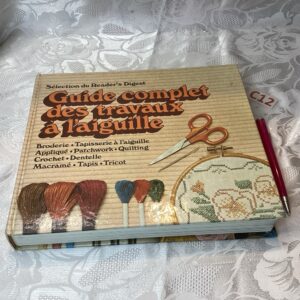 Sélection du Reader's Digest
Guide complet
des travaux
à l'aiguille
Broderie • Tapisserie à l'aiguille
Appliqué • Patchwork • Quilting
Crochet • Dentelle
Macramé • Tapis • Tricot
C12